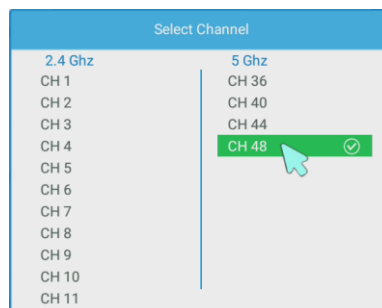 Select Channel
2.4 Ghz
CH 1
CH 2
CH 3
CH 4
CH 5
CH 6
CH 7
CH 8
CH 9
CH 10
CH 11
5 Ghz
CH 36
CH 40
CH 44
CH 48